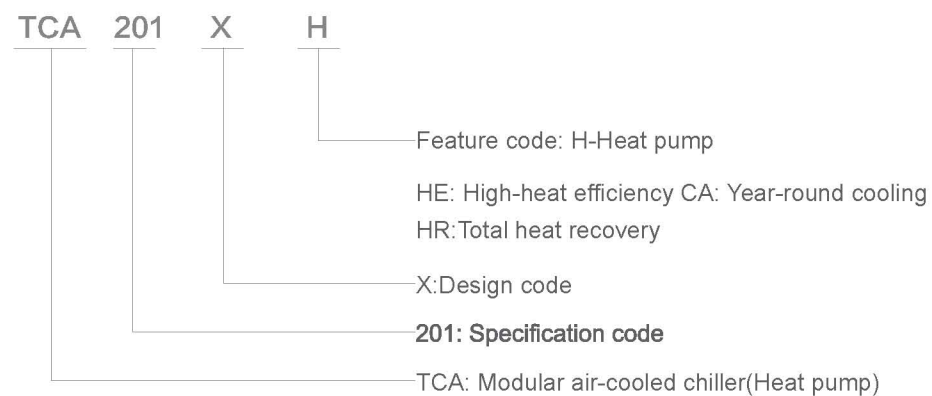 TCA 201 X H
Feature code: H-Heat pump
HE: High-heat efficiency CA: Year-round cooling
HR:Total heat recovery
X:Design code
201: Specification code
TCA: Modular air-cooled chiller(Heat pump)